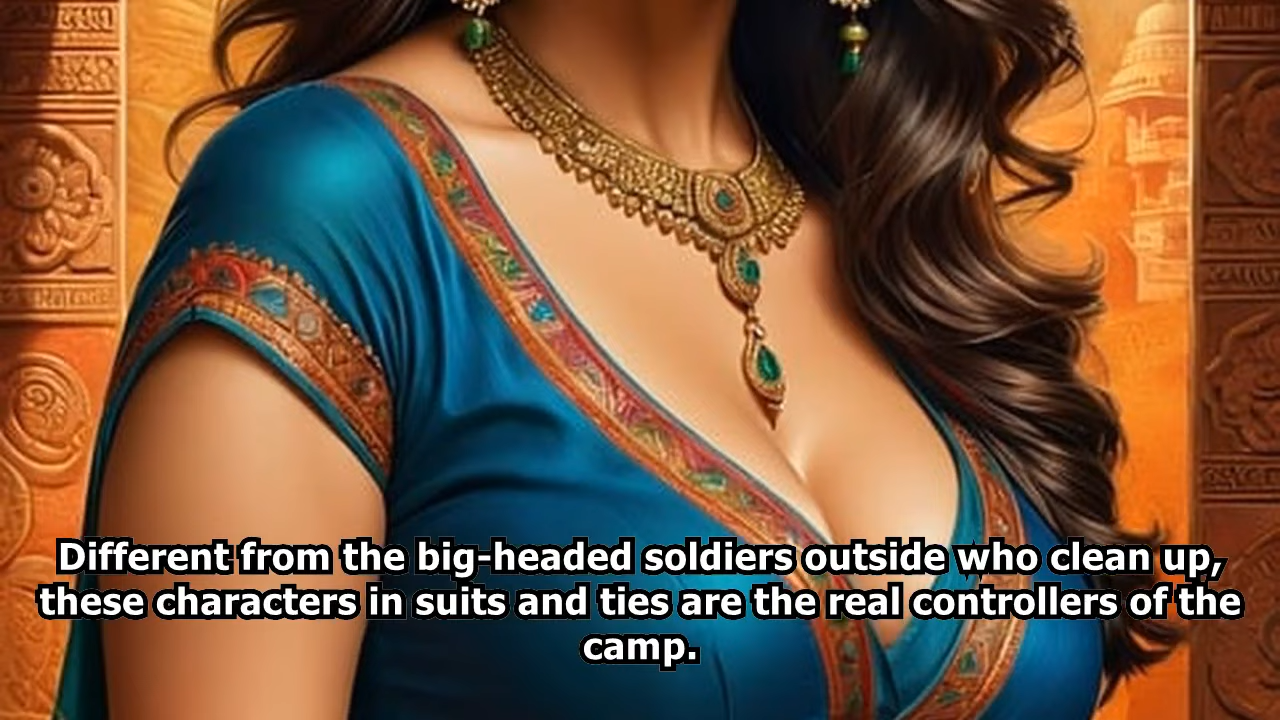 Different from the big-headed soldiers outside who clean up,
these characters in suits and ties are the real controllers of the
camp.